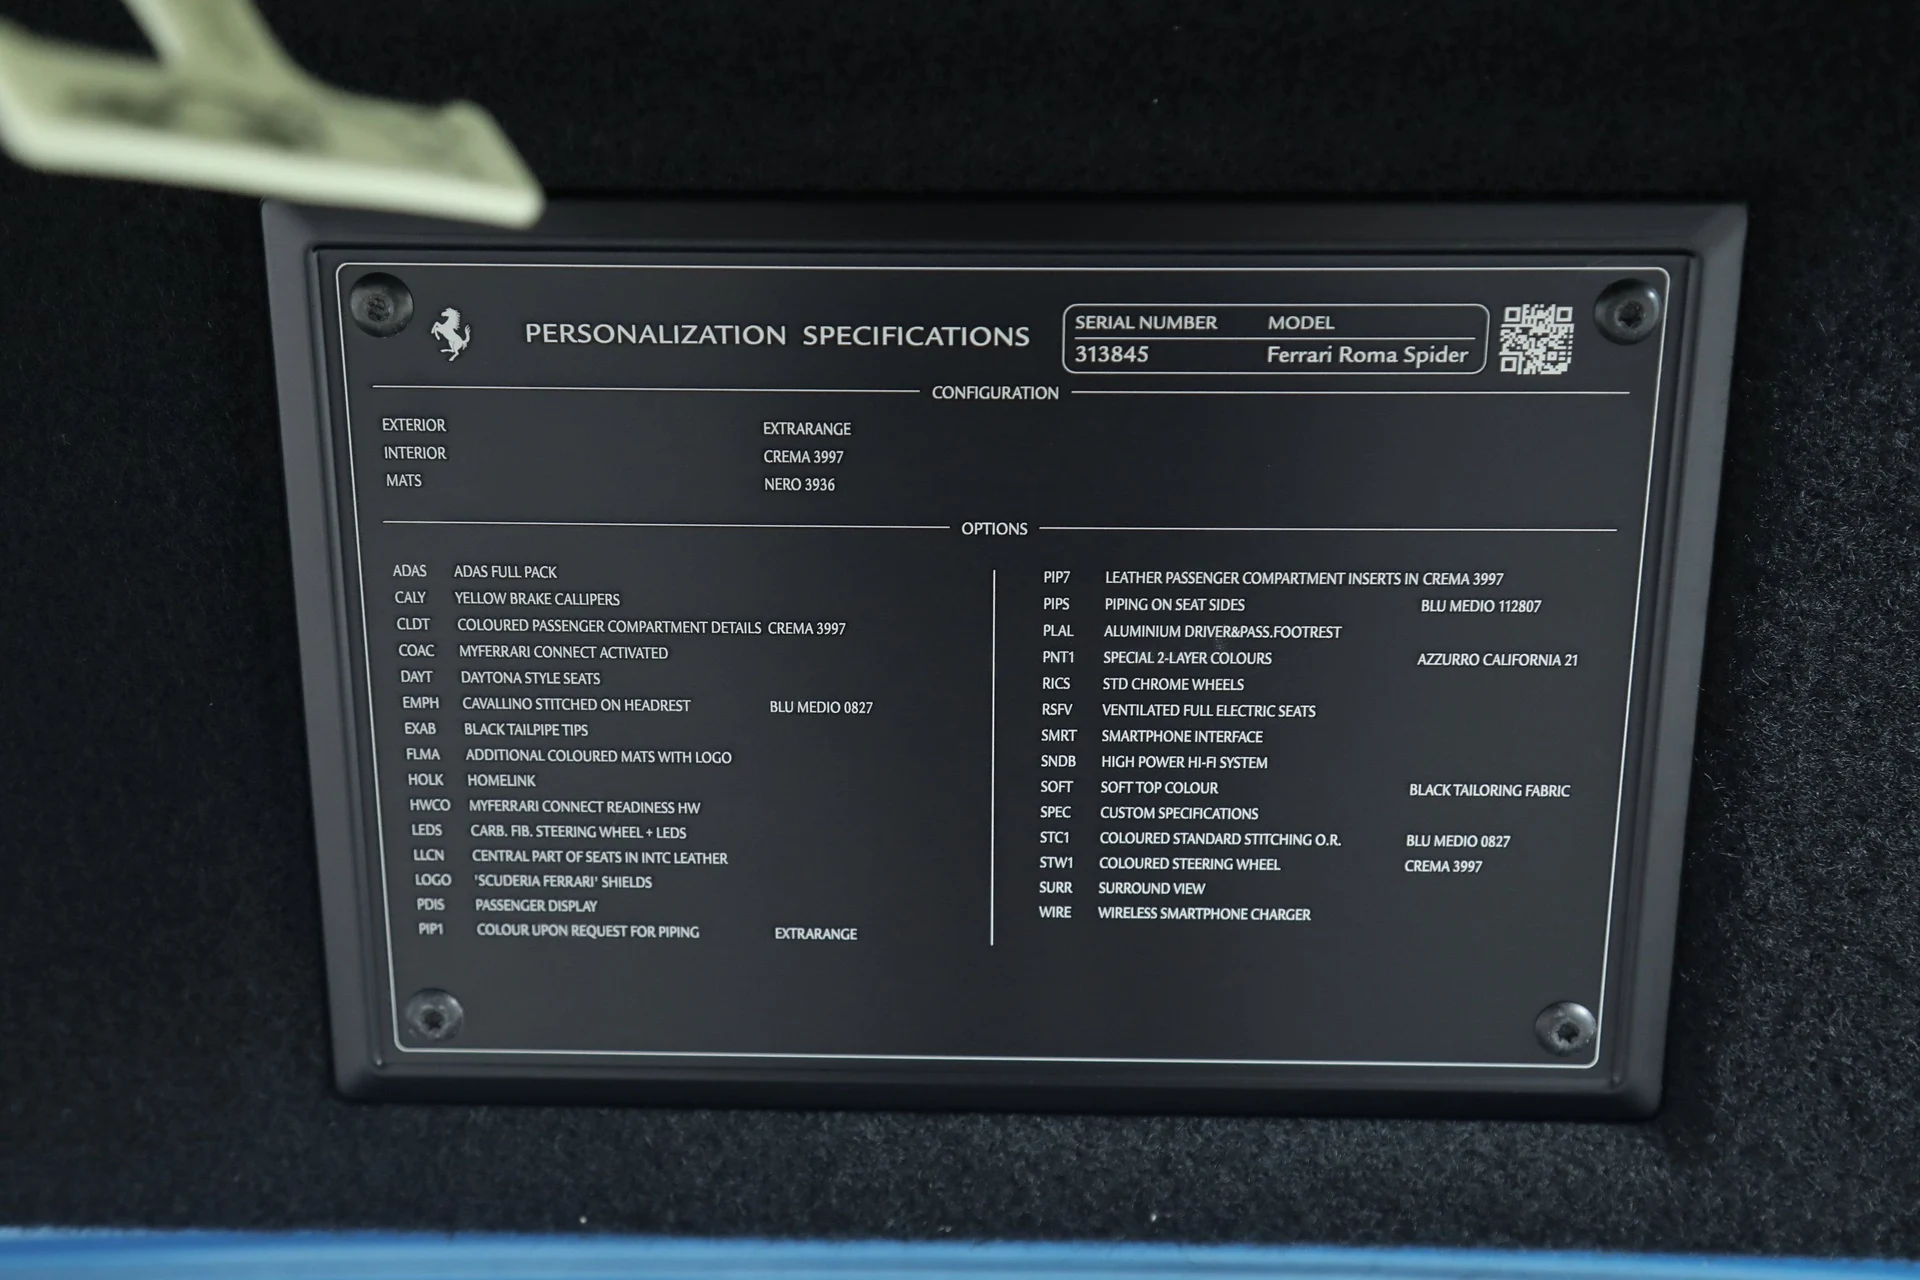 PERSONALIZATION SPECIFICATIONS
SERIAL NUMBER MODEL
313845 Ferrari Roma Spider
CONFIGURATION
EXTERIOR EXTRARANGE
INTERIOR CREMA 3997
MATS NERO 3936
OPTIONS
ADAS ADAS FULL PACK
CALY YELLOW BRAKE CALLIPERS
CLDT COLOURED PASSENGER COMPARTMENT DETAILS CREMA 3997
COAC MYFERRARI CONNECT ACTIVATED
DAYT DAYTONA STYLE SEATS
EMPH CAVALLINO STITCHED ON HEADREST BLU MEDIO 0827
EXAB BLACK TAILPIPE TIPS
FLMA ADDITIONAL COLOURED MATS WITH LOGO
HOLK HOMELINK
HWCO MYFERRARI CONNECT READINESS HW
LEDS CARB. FIB. STEERING WHEEL + LEDS
LLCN CENTRAL PART OF SEATS IN INTC LEATHER
LOGO 'SCUDERIA FERRARI' SHIELDS
PDIS PASSENGER DISPLAY
PIP1 COLOUR UPON REQUEST FOR PIPING EXTRARANGE
PIP7 LEATHER PASSENGER COMPARTMENT INSERTS IN CREMA 3997
PIPS PIPING ON SEAT SIDES BLU MEDIO 112807
PLAL ALUMINIUM DRIVER&PASS.FOOTREST
PNT1 SPECIAL 2-LAYER COLOURS AZZURRO CALIFORNIA 21
RICS STD CHROME WHEELS
RSFV VENTILATED FULL ELECTRIC SEATS
SMRT SMARTPHONE INTERFACE
SNDB HIGH POWER HI-FI SYSTEM
SOFT SOFT TOP COLOUR BLACK TAILORING FABRIC
SPEC CUSTOM SPECIFICATIONS
STC1 COLOURED STANDARD STITCHING O.R. BLU MEDIO 0827
STW1 COLOURED STEERING WHEEL CREMA 3997
SURR SURROUND VIEW
WIRE WIRELESS SMARTPHONE CHARGER